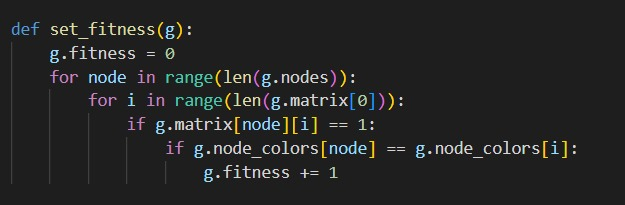 def set_fitness(g):
    g.fitness = 0
    for node in range(len(g.nodes)):
        for i in range(len(g.matrix[0])):
            if g.matrix[node][i] == 1:
                if g.node_colors[node] == g.node_colors[i]:
                    g.fitness += 1